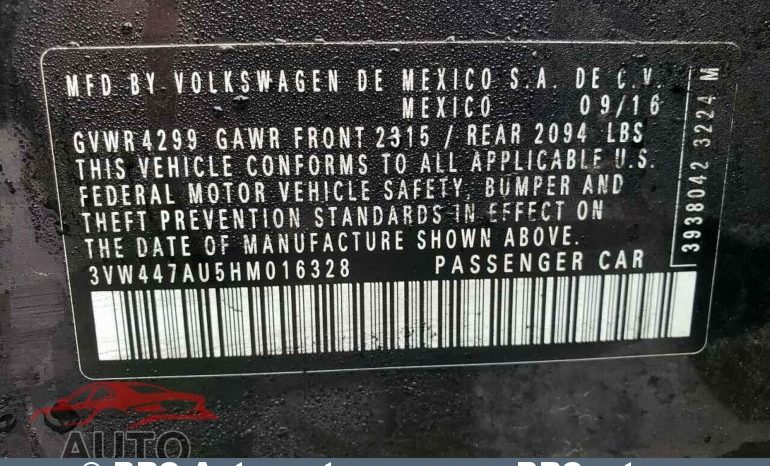 MFD BY VOLKSWAGEN DE MEXICO S.A. DE C.V.
MEXICO 09/16
GVWR 4299 GAWR FRONT 2315 / REAR 2094 LBS
THIS VEHICLE CONFORMS TO ALL APPLICABLE U.S.
FEDERAL MOTOR VEHICLE SAFETY, BUMPER AND
THEFT PREVENTION STANDARDS IN EFFECT ON
THE DATE OF MANUFACTURE SHOWN ABOVE.
3VW447AU5HM016328 PASSENGER CAR
3938042 3224 M
AUTO